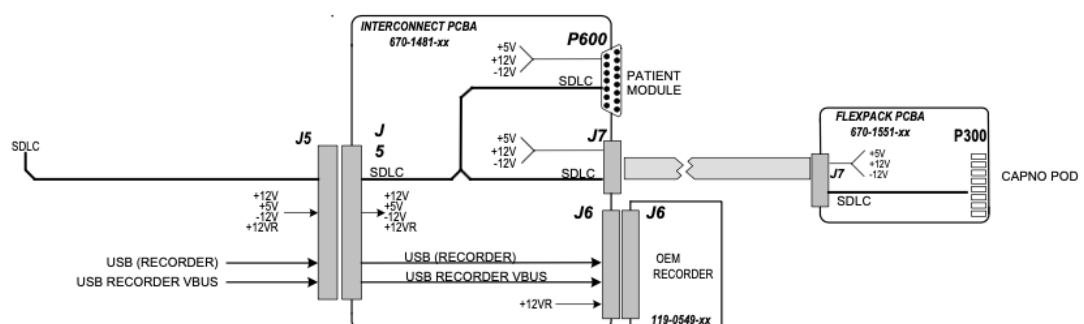 INTERCONNECT PCBA
670-1481-xx
P600
+5V
+12V
-12V
SDLC
PATIENT
MODULE
FLEXPACK PCBA
670-1551-xx
P300
J7
+5V
+12V
-12V
SDLC
J7
+5V
+12V
-12V
SDLC
CAPNO POD
SDLC
J5
J
5
SDLC
+12V
+5V
-12V
+12VR
+12V
+5V
-12V
+12VR
J6
J6
USB (RECORDER)
USB RECORDER VBUS
USB (RECORDER)
USB RECORDER VBUS
+12VR
OEM
RECORDER
119-0549-xx